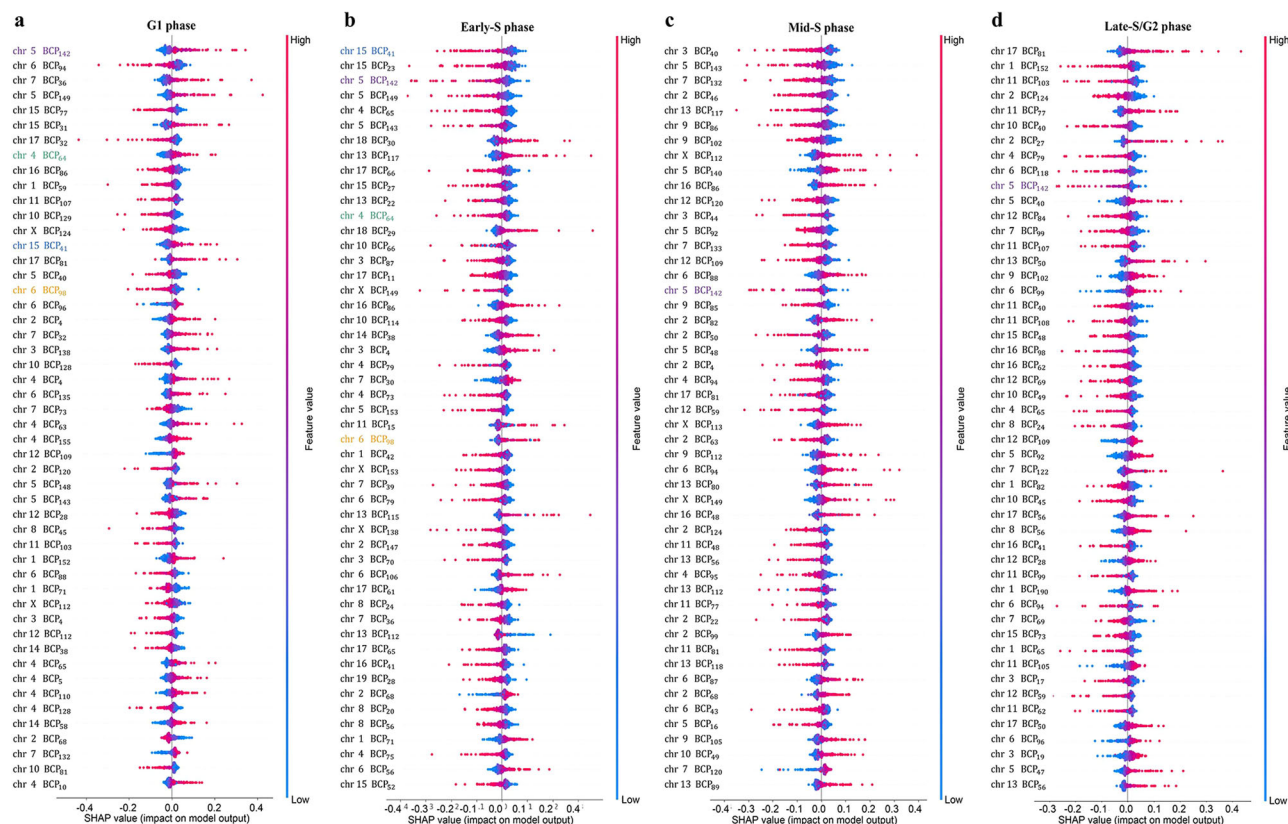 a
G1 phase
chr 5 BCP142
chr 6 BCP94
chr 7 BCP36
chr 5 BCP149
chr 15 BCP77
chr 15 BCP31
chr 17 BCP32
chr 4 BCP64
chr 16 BCP86
chr 1 BCP59
chr 11 BCP107
chr 10 BCP129
chr X BCP124
chr 15 BCP41
chr 17 BCP81
chr 5 BCP40
chr 6 BCP98
chr 6 BCP96
chr 2 BCP4
chr 7 BCP32
chr 3 BCP138
chr 10 BCP128
chr 4 BCP4
chr 6 BCP135
chr 7 BCP73
chr 4 BCP63
chr 4 BCP155
chr 12 BCP109
chr 2 BCP120
chr 5 BCP148
chr 5 BCP143
chr 12 BCP28
chr 8 BCP45
chr 11 BCP103
chr 1 BCP152
chr 6 BCP88
chr 1 BCP71
chr X BCP112
chr 3 BCP4
chr 12 BCP112
chr 14 BCP38
chr 4 BCP65
chr 4 BCP5
chr 4 BCP110
chr 4 BCP128
chr 14 BCP58
chr 2 BCP68
chr 7 BCP132
chr 10 BCP81
chr 4 BCP10
-0.4 -0.2 0.0 0.2 0.4
SHAP value (impact on model output)
High
Feature value
Low
b
Early-S phase
chr 15 BCP41
chr 15 BCP23
chr 5 BCP142
chr 5 BCP149
chr 4 BCP65
chr 5 BCP143
chr 18 BCP30
chr 13 BCP117
chr 17 BCP66
chr 15 BCP27
chr 13 BCP22
chr 4 BCP64
chr 18 BCP29
chr 10 BCP66
chr 3 BCP87
chr 17 BCP11
chr X BCP149
chr 16 BCP86
chr 10 BCP114
chr 14 BCP38
chr 3 BCP4
chr 4 BCP79
chr 7 BCP30
chr 4 BCP73
chr 5 BCP153
chr 11 BCP15
chr 6 BCP98
chr 1 BCP42
chr X BCP153
chr 7 BCP39
chr 6 BCP79
chr 13 BCP115
chr X BCP138
chr 2 BCP147
chr 3 BCP70
chr 6 BCP106
chr 17 BCP61
chr 8 BCP24
chr 7 BCP36
chr 13 BCP112
chr 17 BCP65
chr 16 BCP41
chr 19 BCP28
chr 2 BCP68
chr 8 BCP20
chr 8 BCP56
chr 1 BCP71
chr 4 BCP75
chr 6 BCP56
chr 15 BCP52
SHAP value (impact on model output)
High
Feature value
Low
c
Mid-S phase
chr 3 BCP40
chr 5 BCP143
chr 7 BCP132
chr 2 BCP46
chr 13 BCP117
chr 9 BCP86
chr 9 BCP102
chr X BCP112
chr 5 BCP140
chr 16 BCP86
chr 12 BCP120
chr 3 BCP44
chr 5 BCP92
chr 7 BCP133
chr 12 BCP109
chr 6 BCP88
chr 5 BCP142
chr 9 BCP85
chr 2 BCP82
chr 2 BCP50
chr 5 BCP48
chr 2 BCP4
chr 4 BCP94
chr 17 BCP81
chr 12 BCP59
chr X BCP113
chr 2 BCP63
chr 9 BCP112
chr 6 BCP94
chr 13 BCP80
chr X BCP149
chr 16 BCP48
chr 2 BCP124
chr 11 BCP48
chr 13 BCP56
chr 4 BCP95
chr 13 BCP112
chr 11 BCP77
chr 2 BCP22
chr 2 BCP99
chr 11 BCP81
chr 13 BCP118
chr 6 BCP87
chr 2 BCP68
chr 6 BCP43
chr 5 BCP16
chr 9 BCP105
chr 10 BCP49
chr 7 BCP120
chr 13 BCP89
-0.4 -0.3 -0.2 -0.1 0.0 0.1 0.2 0.3 0.4
SHAP value (impact on model output)
High
Feature value
Low
d
Late-S/G2 phase
chr 17 BCP81
chr 1 BCP152
chr 11 BCP103
chr 2 BCP124
chr 11 BCP77
chr 10 BCP40
chr 2 BCP27
chr 4 BCP79
chr 6 BCP118
chr 5 BCP142
chr 5 BCP40
chr 12 BCP84
chr 7 BCP99
chr 11 BCP107
chr 13 BCP50
chr 9 BCP102
chr 6 BCP99
chr 11 BCP40
chr 11 BCP108
chr 15 BCP48
chr 16 BCP98
chr 16 BCP62
chr 12 BCP69
chr 10 BCP49
chr 4 BCP65
chr 8 BCP24
chr 12 BCP109
chr 5 BCP92
chr 7 BCP122
chr 1 BCP82
chr 10 BCP45
chr 17 BCP56
chr 8 BCP56
chr 16 BCP41
chr 12 BCP28
chr 11 BCP99
chr 1 BCP190
chr 6 BCP94
chr 7 BCP69
chr 15 BCP73
chr 1 BCP65
chr 11 BCP105
chr 3 BCP17
chr 12 BCP59
chr 11 BCP62
chr 17 BCP50
chr 6 BCP96
chr 3 BCP19
chr 5 BCP47
chr 13 BCP56
-0.3 -0.2 -0.1 0.0 0.1 0.2 0.3 0.4
SHAP value (impact on model output)
High
Feature value
Low